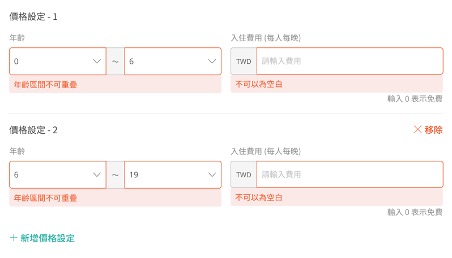 價格設定 - 1
年齡 入住費用 (每人每晚)
0 ~ 6 TWD 請輸入費用
年齡區間不可重疊 不可以為空白
輸入 0 表示免費
價格設定 - 2 × 移除
年齡 入住費用 (每人每晚)
6 ~ 19 TWD 請輸入費用
年齡區間不可重疊 不可以為空白
輸入 0 表示免費
+ 新增價格設定